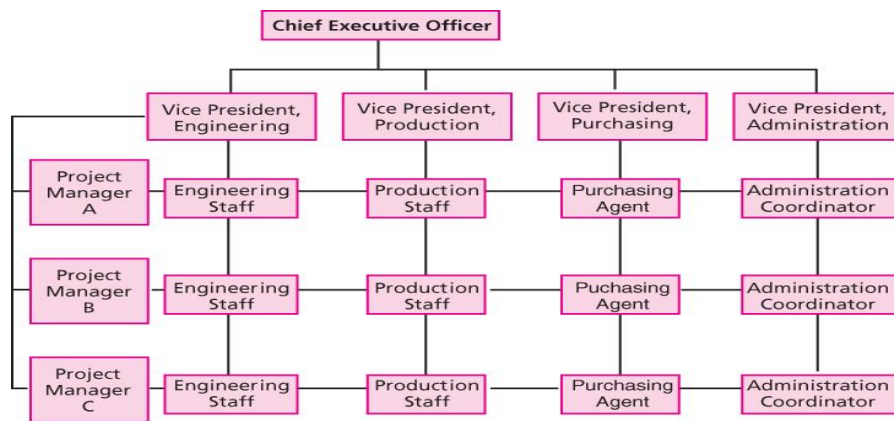 Chief Executive Officer
Vice President,
Engineering
Vice President,
Production
Vice President,
Purchasing
Vice President,
Administration
Project
Manager
A
Engineering
Staff
Production
Staff
Purchasing
Agent
Administration
Coordinator
Project
Manager
B
Engineering
Staff
Production
Staff
Puchasing
Agent
Administration
Coordinator
Project
Manager
C
Engineering
Staff
Production
Staff
Purchasing
Agent
Administration
Coordinator